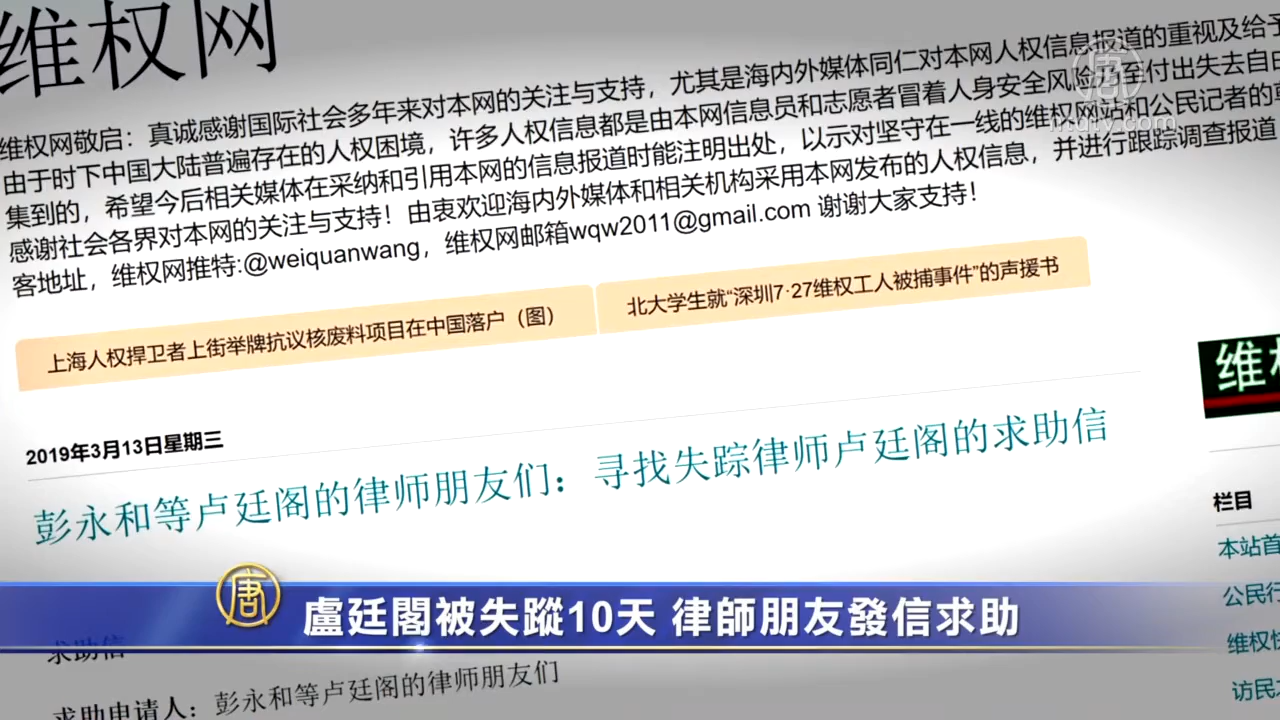 维权网
维权网敬启：真诚感谢国际社会多年来对本网的关注与支持，尤其是海内外媒体同仁对本网人权信息报道的重视及给予
由于时下中国大陆普遍存在的人权困境，许多人权信息都是由本网信息员和志愿者冒着人身安全风险乃至付出失去自由
集到的，希望今后相关媒体在采纳和引用本网的信息报道时能注明出处，以示对坚守在一线的维权网站和公民记者的
感谢社会各界对本网的关注与支持！由衷欢迎海内外媒体和相关机构采用本网发布的人权信息，并进行跟踪调查报道
客地址，维权网推特:@weiquanwang，维权网邮箱wqw2011@gmail.com 谢谢大家支持！
唐
ntdtv.com
上海人权捍卫者上街举牌抗议核废料项目在中国落户（图）
北大学生就“深圳7·27维权工人被捕事件”的声援书
维权
2019年3月13日星期三
彭永和等卢廷阁的律师朋友们：寻找失踪律师卢廷阁的求助信
栏目
本站首
公民行
维权快
访民
唐
盧廷閣被失蹤10天 律師朋友發信求助
求助信
求助申请人：彭永和等卢廷阁的律师朋友们